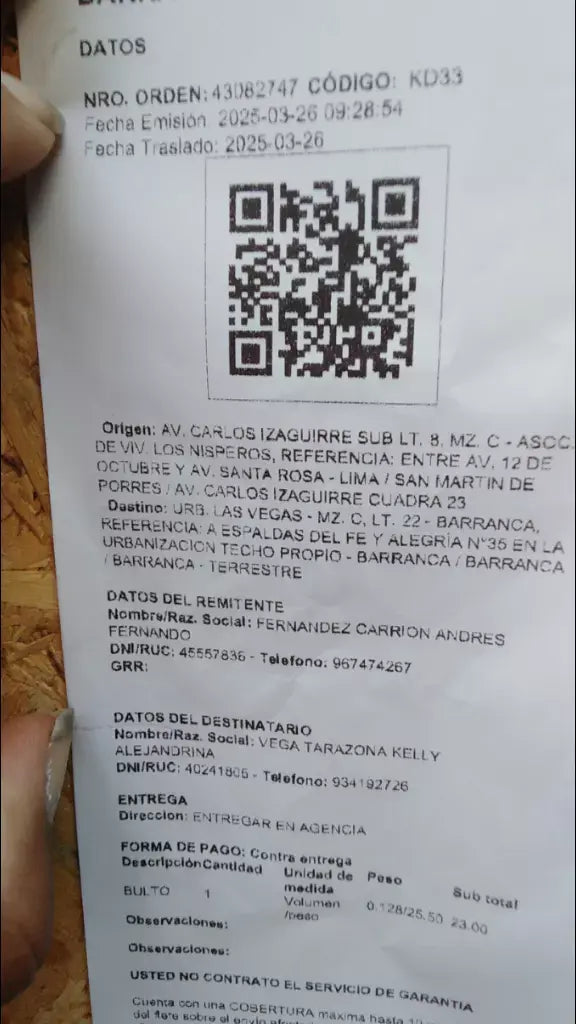 DATOS
NRO. ORDEN: 43082747 CÓDIGO: KD33
Fecha Emisión 2025-03-26 09:28:54
Fecha Traslado: 2025-03-26
Origen: AV. CARLOS IZAGUIRRE SUB LT. 8, MZ. C - ASOC.
DE VIV. LOS NISPEROS, REFERENCIA: ENTRE AV. 12 DE
OCTUBRE Y AV. SANTA ROSA - LIMA / SAN MARTIN DE
PORRES / AV. CARLOS IZAGUIRRE CUADRA 23
Destino: URB. LAS VEGAS - MZ. C, LT. 22 - BARRANCA,
REFERENCIA: A ESPALDAS DEL FE Y ALEGRÍA N°35 EN LA
URBANIZACION TECHO PROPIO - BARRANCA / BARRANCA
/ BARRANCA - TERRESTRE
DATOS DEL REMITENTE
Nombre/Raz. Social: FERNANDEZ CARRION ANDRES
FERNANDO
DNI/RUC: 45557836 - Telefono: 967474267
GRR:
DATOS DEL DESTINATARIO
Nombre/Raz. Social: VEGA TARAZONA KELLY
ALEJANDRINA
DNI/RUC: 40241805 - Telefono: 934192726
ENTREGA
Direccion: ENTREGAR EN AGENCIA
FORMA DE PAGO: Contra entrega
Descripción Cantidad Unidad de medida Peso Sub total
BULTO 1 Volumen /peso 0.128/25.50 23.00
Observaciones:
Observaciones:
USTED NO CONTRATO EL SERVICIO DE GARANTIA
Cuenta con una COBERTURA maxima hasta
del flete sobre el envio